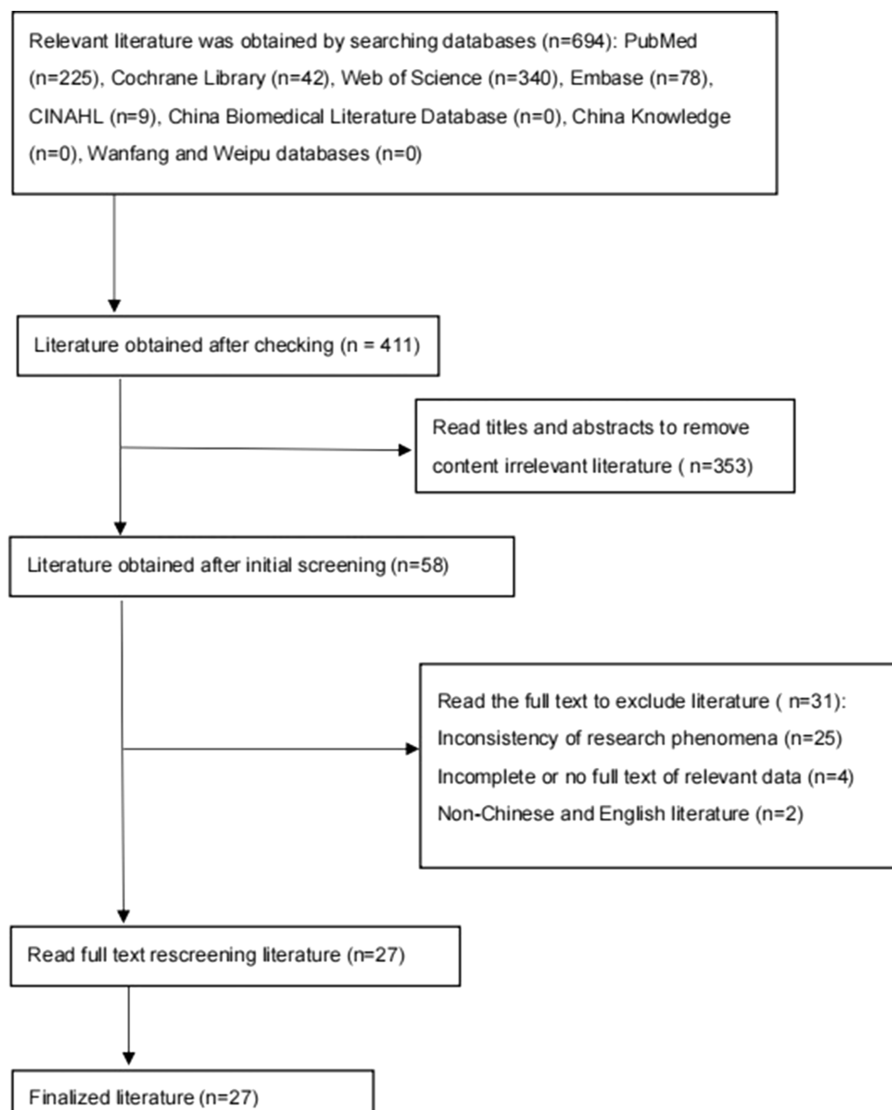 Relevant literature was obtained by searching databases (n=694): PubMed
(n=225), Cochrane Library (n=42), Web of Science (n=340), Embase (n=78),
CINAHL (n=9), China Biomedical Literature Database (n=0), China Knowledge
(n=0), Wanfang and Weipu databases (n=0)
Literature obtained after checking (n = 411)
Read titles and abstracts to remove
content irrelevant literature ( n=353)
Literature obtained after initial screening (n=58)
Read the full text to exclude literature ( n=31):
Inconsistency of research phenomena (n=25)
Incomplete or no full text of relevant data (n=4)
Non-Chinese and English literature (n=2)
Read full text rescreening literature (n=27)
Finalized literature (n=27)